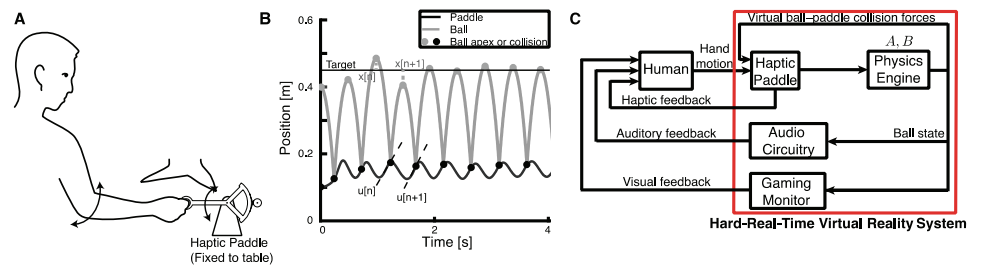 A
Haptic Paddle
(Fixed to table)
B
Paddle
Ball
Ball apex or collision
Position [m]
0.6
0.4
0.2
0
Target
x[n]
x[n+1]
u[n]
u[n+1]
0
2
4
Time [s]
C
Virtual ball–paddle collision forces
Human
Hand
motion
Haptic
Paddle
A, B
Physics
Engine
Haptic feedback
Auditory feedback
Audio
Circuitry
Ball state
Visual feedback
Gaming
Monitor
Hard-Real-Time Virtual Reality System